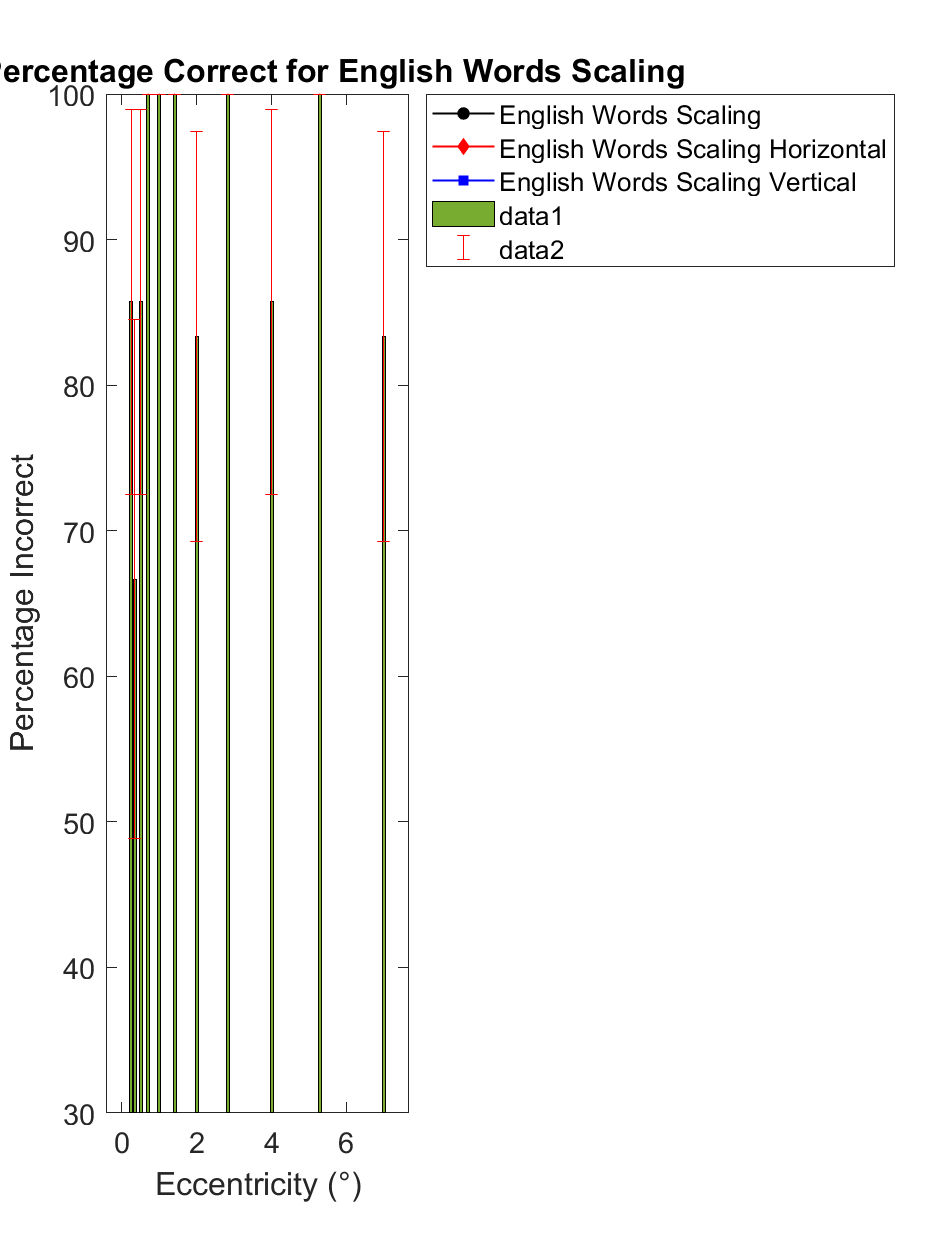 Percentage Correct for English Words Scaling
100
90
80
70
60
50
40
30
0 2 4 6
Percentage Incorrect
Eccentricity (°)
English Words Scaling
English Words Scaling Horizontal
English Words Scaling Vertical
data1
data2